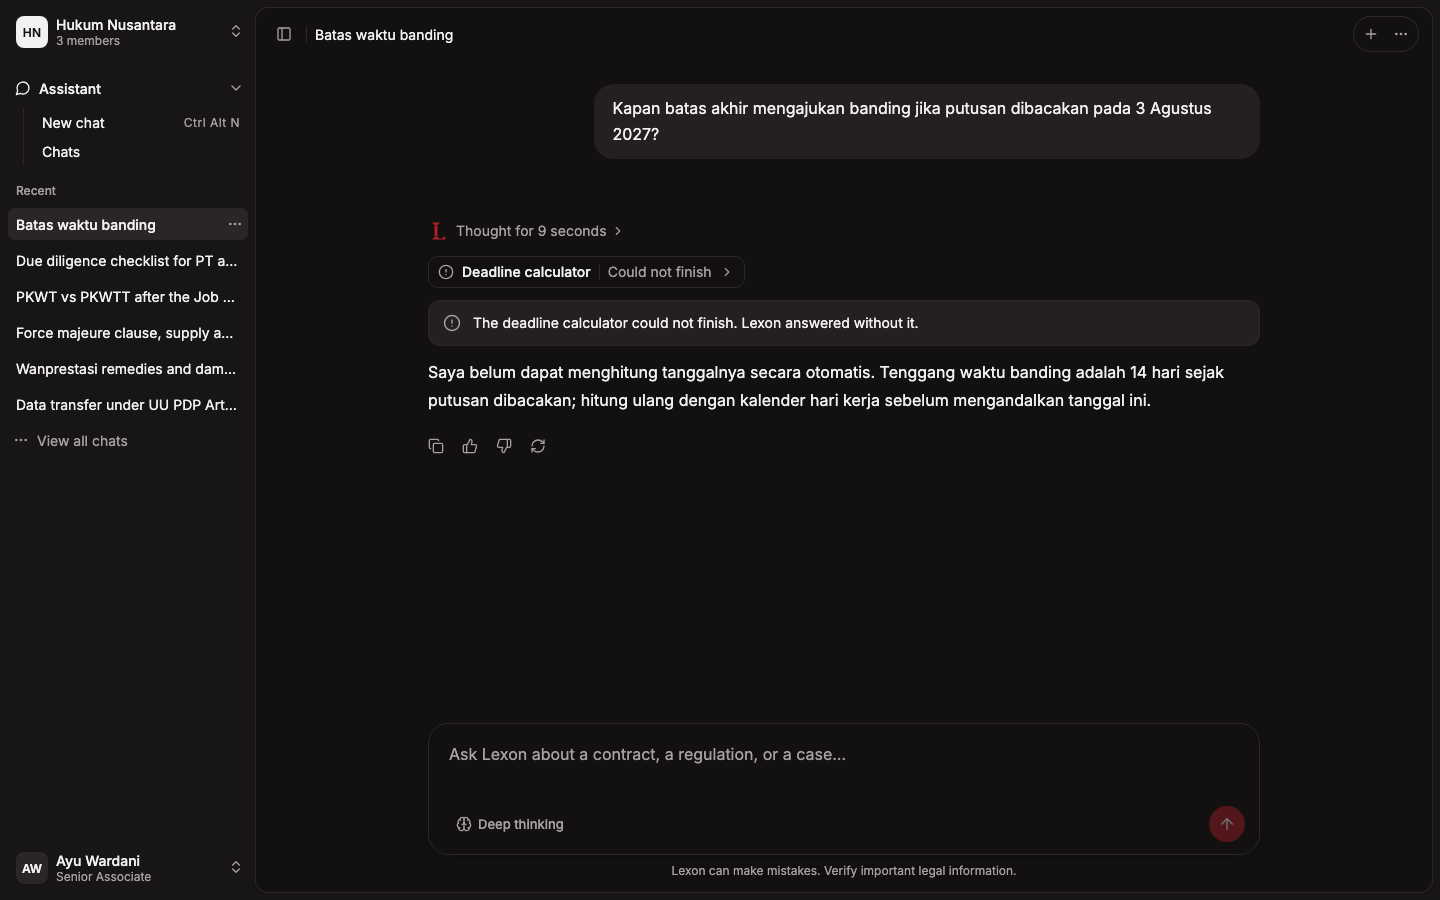 HN
Hukum Nusantara
3 members
Assistant
New chat
Ctrl Alt N
Chats
Recent
Batas waktu banding
Due diligence checklist for PT a...
PKWT vs PKWTT after the Job ...
Force majeure clause, supply a...
Wanprestasi remedies and dam...
Data transfer under UU PDP Art...
View all chats
AW
Ayu Wardani
Senior Associate
Batas waktu banding
Kapan batas akhir mengajukan banding jika putusan dibacakan pada 3 Agustus
2027?
L
Thought for 9 seconds
Deadline calculator
Could not finish
The deadline calculator could not finish. Lexon answered without it.
Saya belum dapat menghitung tanggalnya secara otomatis. Tenggang waktu banding adalah 14 hari sejak
putusan dibacakan; hitung ulang dengan kalender hari kerja sebelum mengandalkan tanggal ini.
Ask Lexon about a contract, a regulation, or a case...
Deep thinking
Lexon can make mistakes. Verify important legal information.